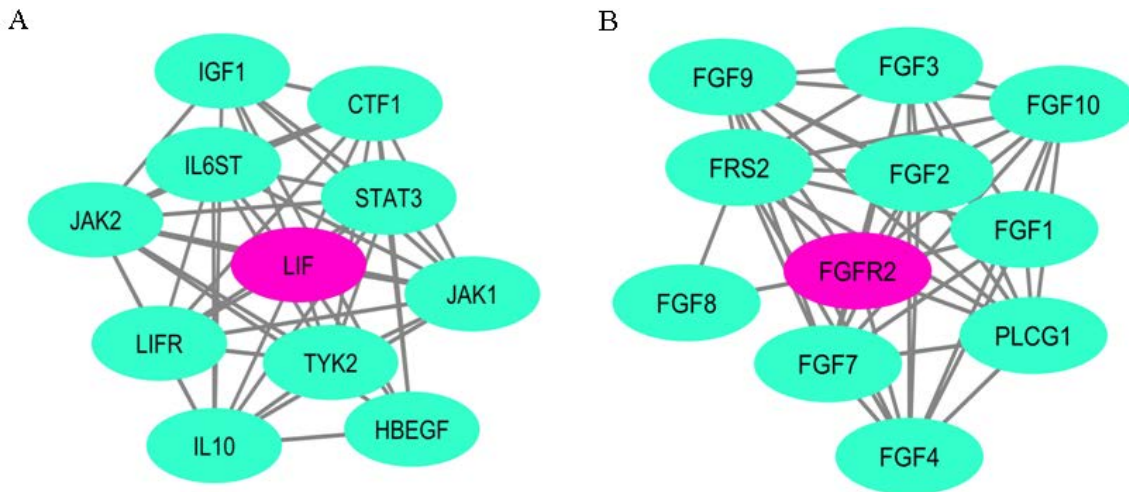 A
IGF1
CTF1
IL6ST
STAT3
JAK2
LIF
JAK1
LIFR
TYK2
HBEGF
IL10
B
FGF9
FGF3
FGF10
FRS2
FGF2
FGF1
FGFR2
FGF8
PLCG1
FGF7
FGF4